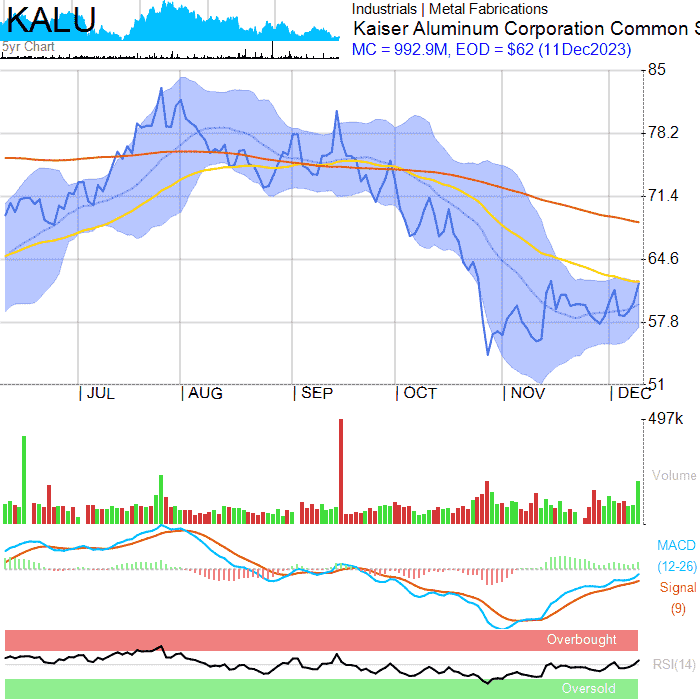 KALU
Industrials | Metal Fabrications
Kaiser Aluminum Corporation Common S
5yr Chart
MC = 992.9M, EOD = $62 (11Dec2023)
85
78.2
71.4
64.6
57.8
51
JUL
AUG
SEP
OCT
NOV
DEC
497k
Volume
MACD
(12-26)
Signal
(9)
Overbought
RSI(14)
Oversold